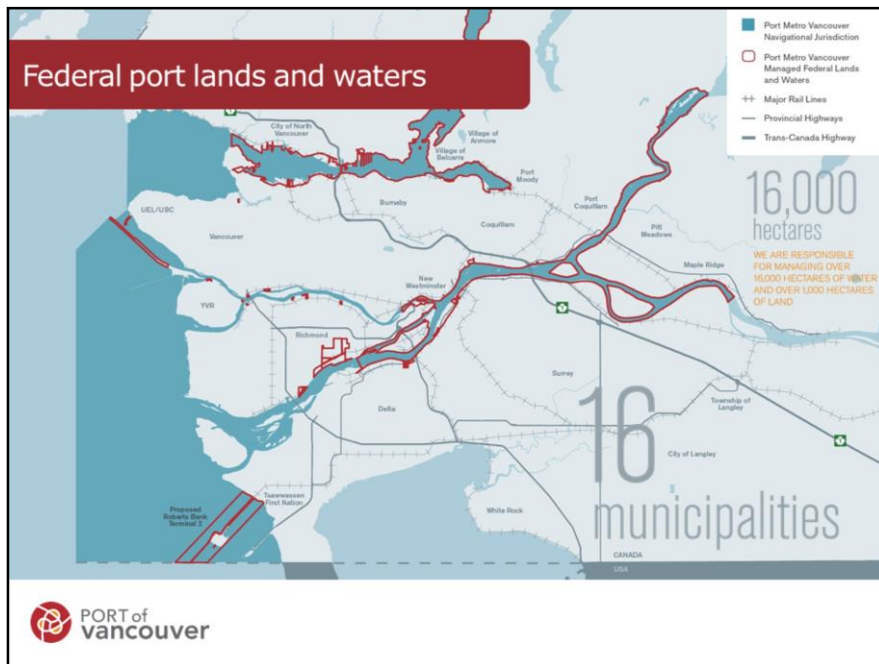 Federal port lands and waters
Port Metro Vancouver
Navigational Jurisdiction
Port Metro Vancouver
Managed Federal Lands
and Waters
Major Rail Lines
Provincial Highways
Trans-Canada Highway
City of North
Vancouver
Village of
Anmore
Village of
Belcarra
Port
Moody
UEL/UBC
Vancouver
Burnaby
Coquitlam
Port
Coquitlam
Pitt
Meadows
Maple Ridge
16,000
hectares
WE ARE RESPONSIBLE
FOR MANAGING OVER
16,000 HECTARES OF WATER
AND OVER 1,000 HECTARES
OF LAND
New
Westminster
YVR
Richmond
Surrey
Delta
Township of
Langley
City of Langley
16
municipalities
Tsawwassen
First Nation
Proposed
Roberts Bank
Terminal 2
White Rock
CANADA
USA
PORT of
vancouver